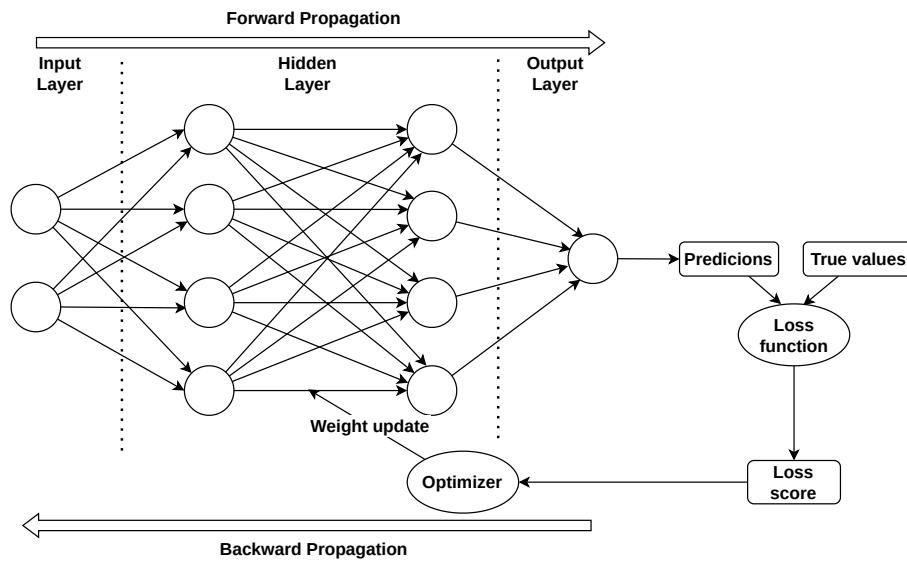 Forward Propagation
Input
Layer
Hidden
Layer
Output
Layer
Predicions
True values
Loss
function
Weight update
Optimizer
Loss
score
Backward Propagation